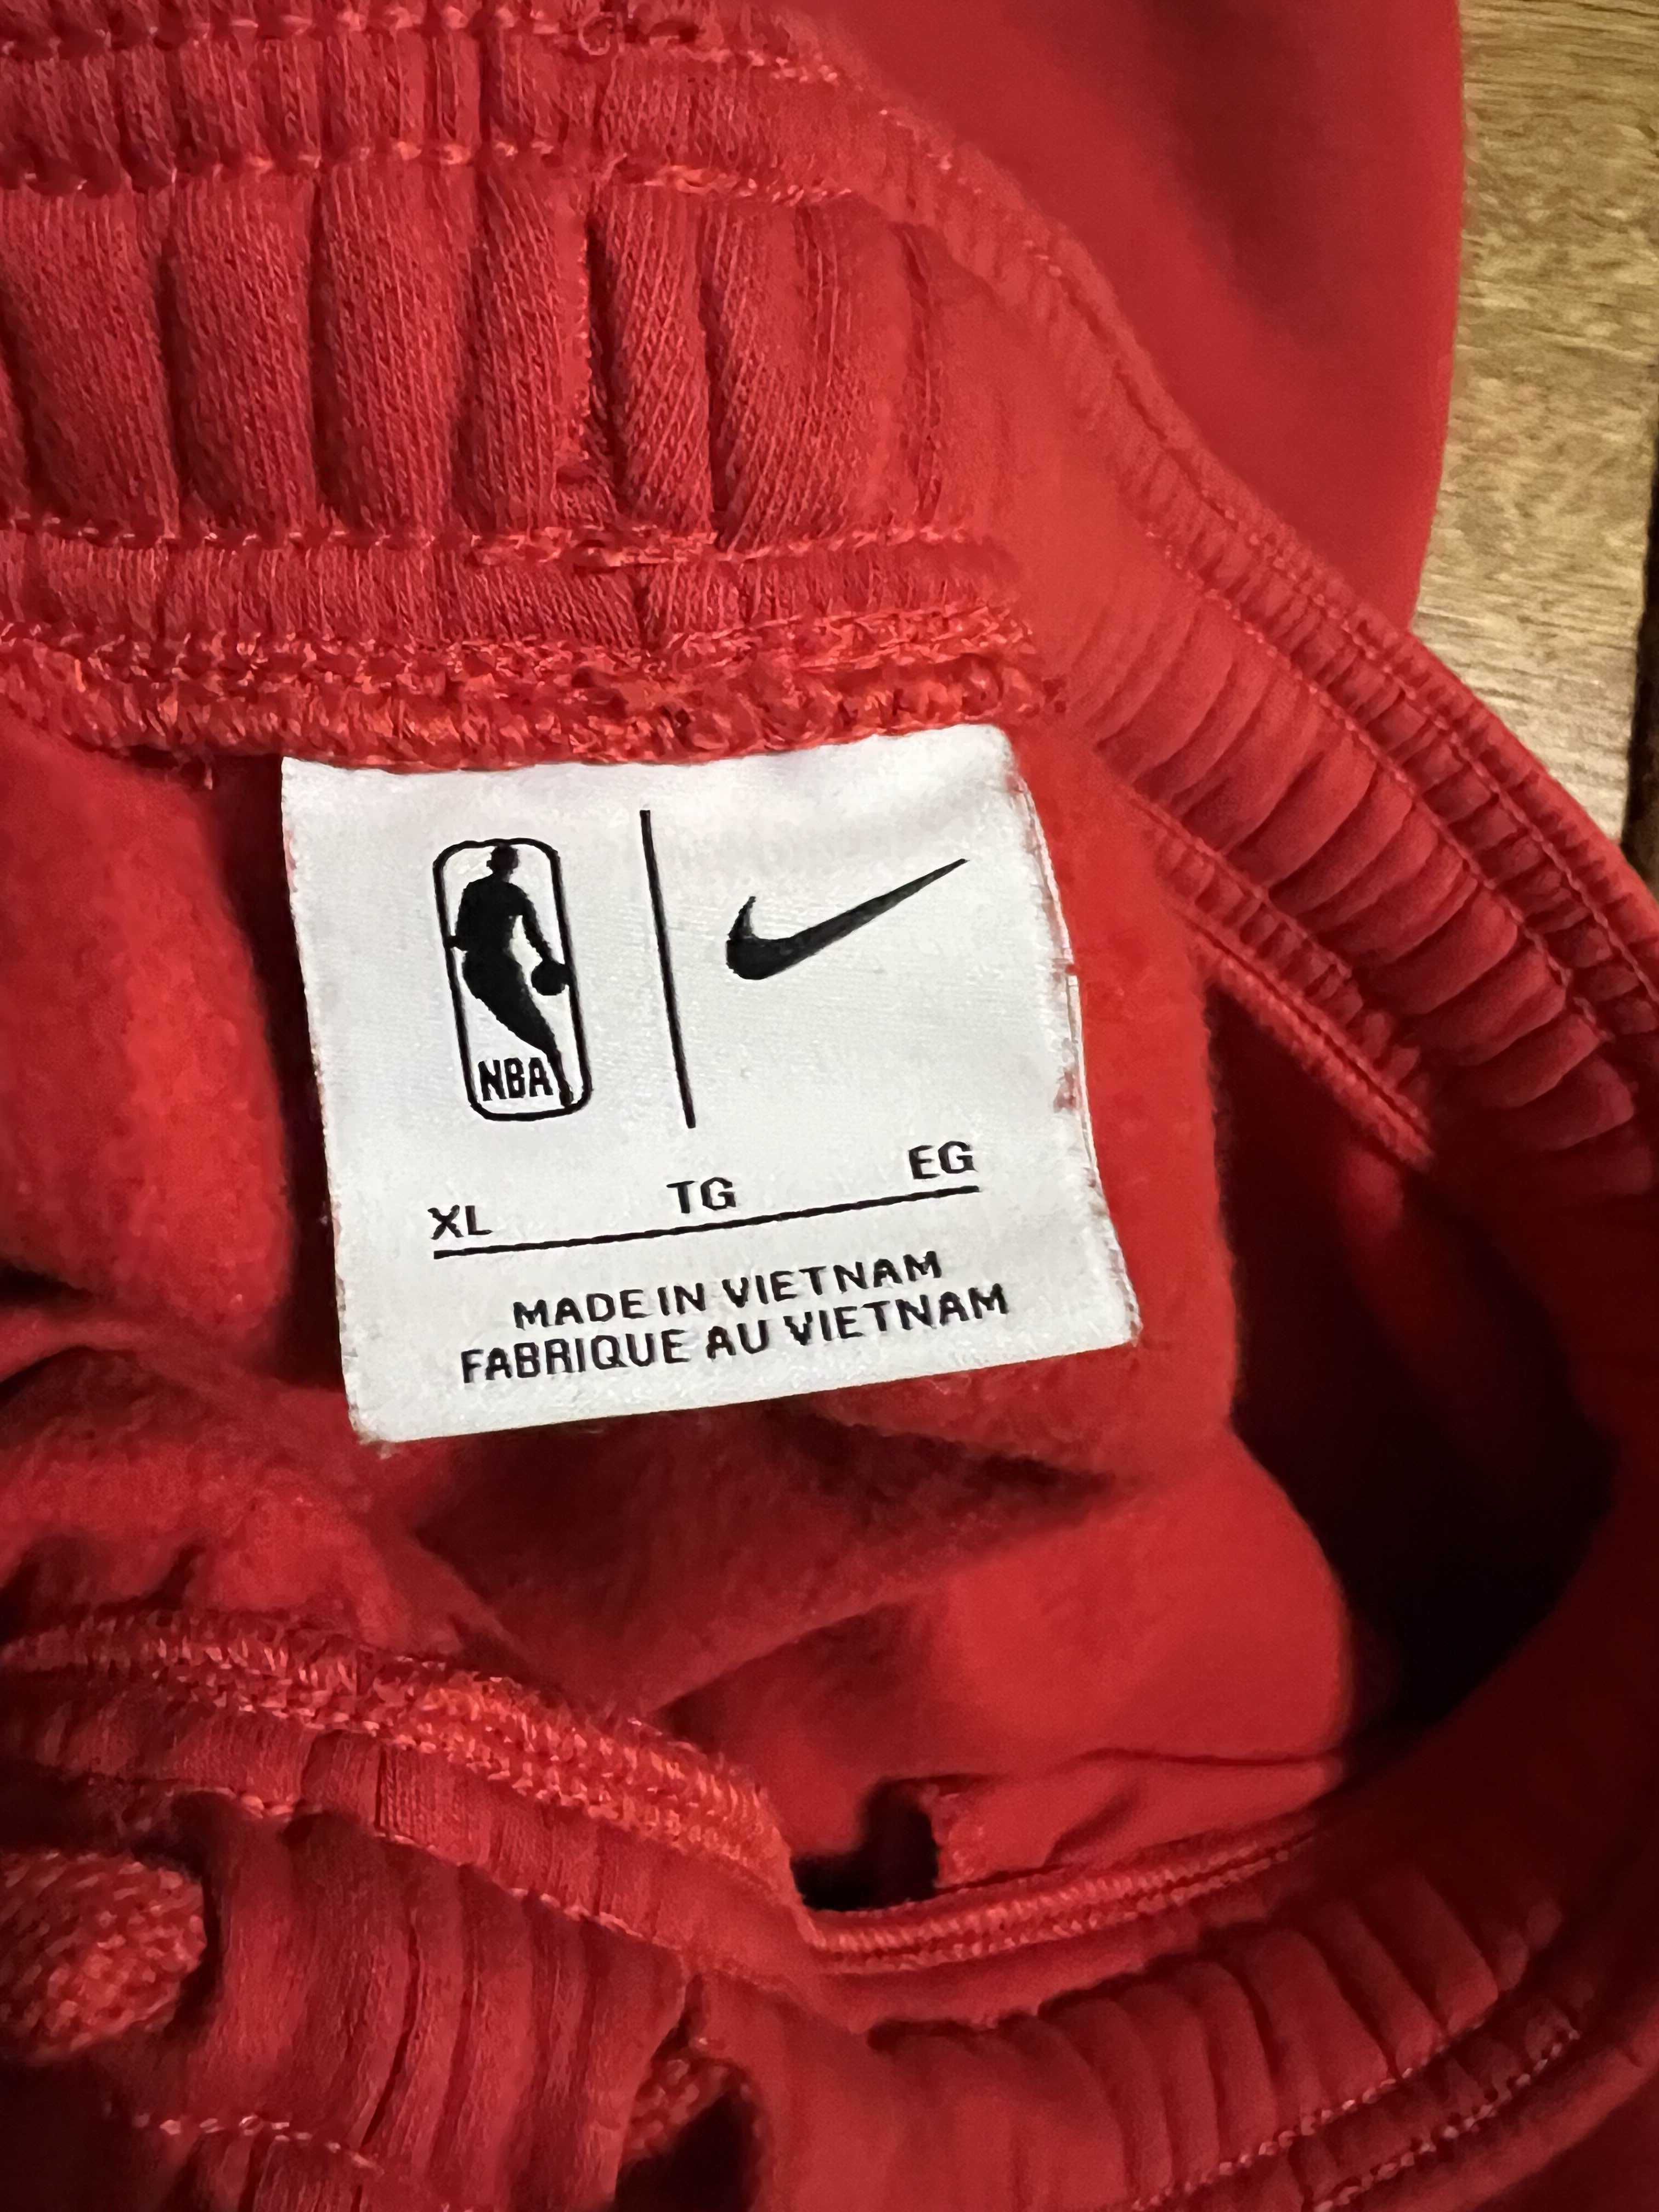 NBA
XL TG EG
MADE IN VIETNAM
FABRIQUE AU VIETNAM